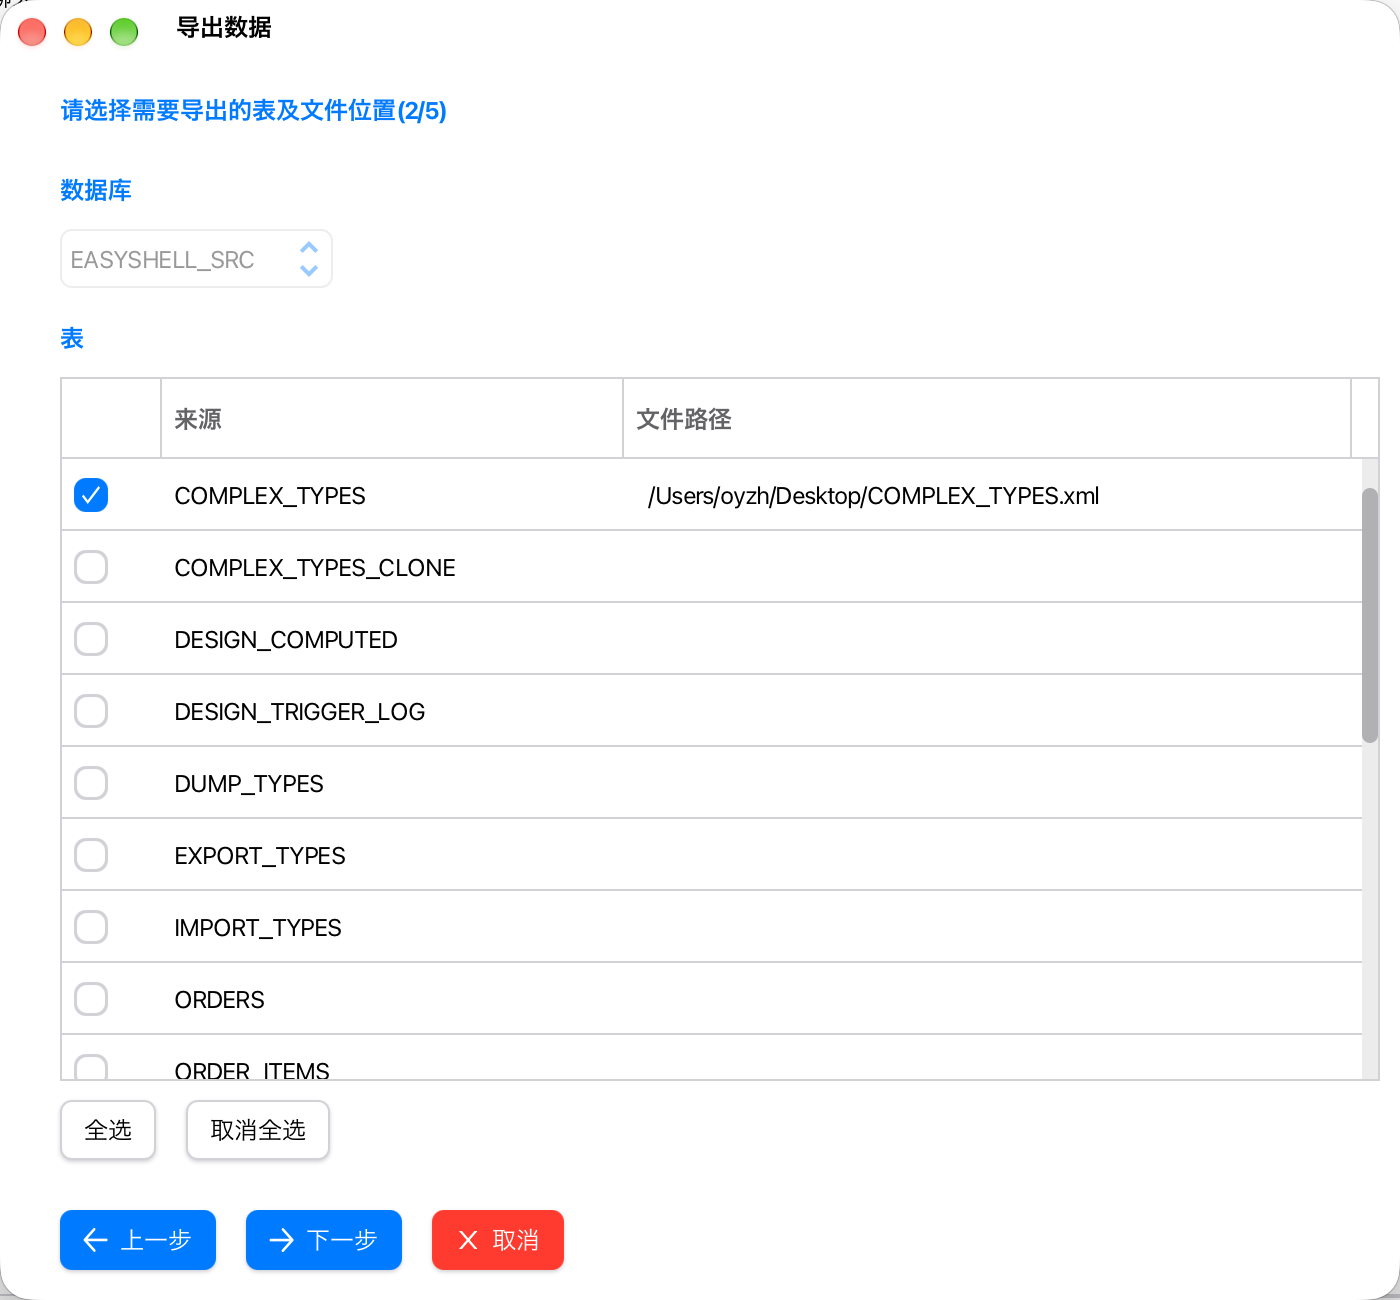 导出数据
请选择需要导出的表及文件位置(2/5)
数据库
EASYSHELL_SRC
表
来源 文件路径
COMPLEX_TYPES /Users/oyzh/Desktop/COMPLEX_TYPES.xml
COMPLEX_TYPES_CLONE
DESIGN_COMPUTED
DESIGN_TRIGGER_LOG
DUMP_TYPES
EXPORT_TYPES
IMPORT_TYPES
ORDERS
ORDER_ITEMS
全选 取消全选
上一步 下一步 取消